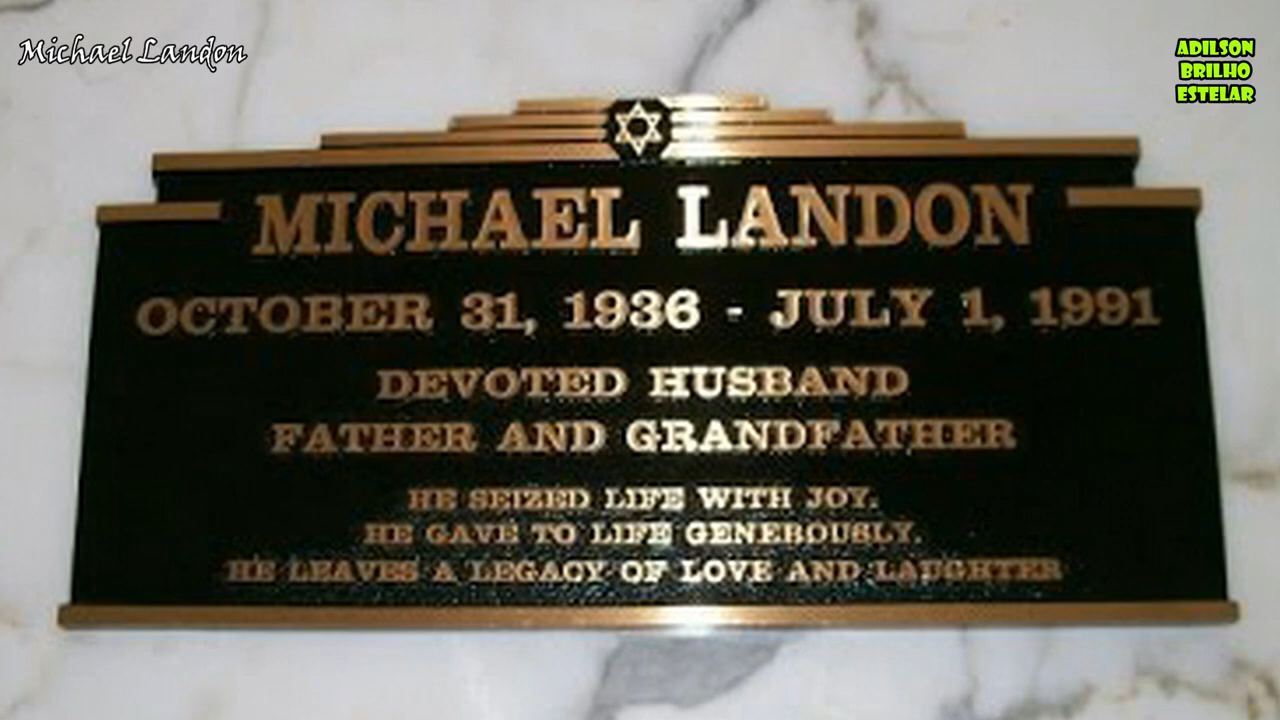 Michael Landon
ADILSON
BRILHO
ESTELAR
MICHAEL LANDON
OCTOBER 31, 1936 - JULY 1, 1991
DEVOTED HUSBAND
FATHER AND GRANDFATHER
HE SEIZED LIFE WITH JOY.
HE GAVE TO LIFE GENEROUSLY.
HE LEAVES A LEGACY OF LOVE AND LAUGHTER